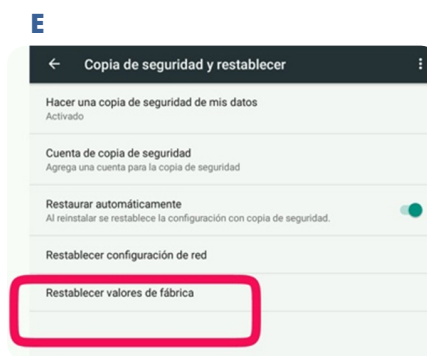 E
Copia de seguridad y restablecer
Hacer una copia de seguridad de mis datos
Activado
Cuenta de copia de seguridad
Agrega una cuenta para la copia de seguridad
Restaurar automáticamente
Al reinstalar se restablece la configuración con copia de seguridad.
Restablecer configuración de red
Restablecer valores de fábrica